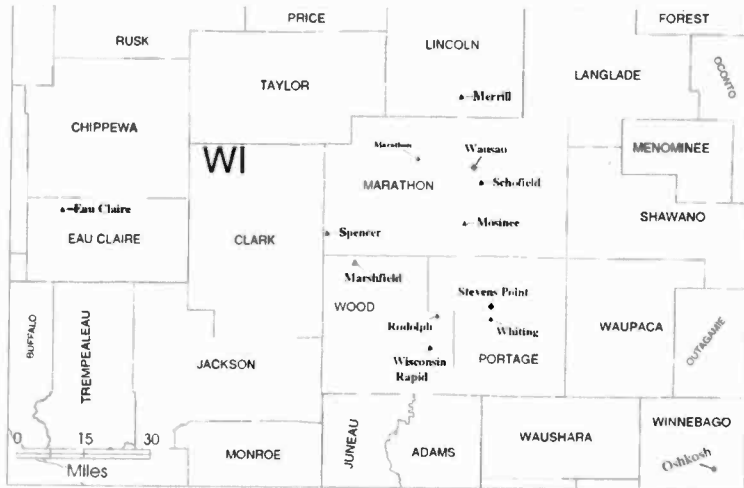 PRICE
FOREST
RUSK
LINCOLN
OCONTO
LANGLADE
TAYLOR
Merrill
CHIPPEWA
Marathon
WI
Wausau
MENOMINEE
MARATHON
Schofield
Eau Claire
SHAWANO
Mosinee
EAU CLAIRE
CLARK
Spencer
Marshfield
Stevens Point
WOOD
BUFFALO
TREMPEALEAU
Rudolph
Whiting
WAUPACA
OUTAGAMIE
JACKSON
Wisconsin
Rapid
PORTAGE
WINNEBAGO
0 15 30
Miles
MONROE
JUNEAU
ADAMS
WAUSHARA
Oshkosh